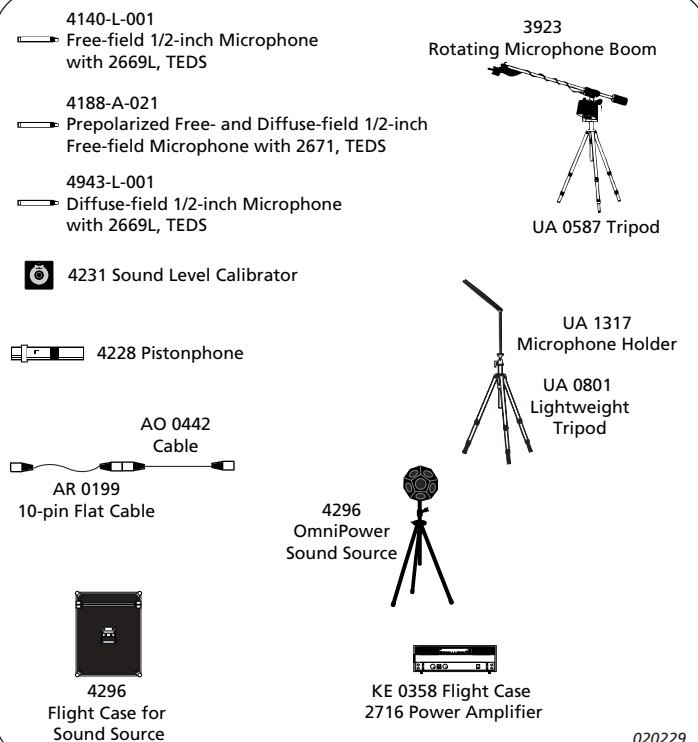 4140-L-001
Free-field 1/2-inch Microphone
with 2669L, TEDS
4188-A-021
Prepolarized Free- and Diffuse-field 1/2-inch
Free-field Microphone with 2671, TEDS
4943-L-001
Diffuse-field 1/2-inch Microphone
with 2669L, TEDS
4231 Sound Level Calibrator
4228 Pistonphone
AO 0442
Cable
AR 0199
10-pin Flat Cable
4296
Flight Case for
Sound Source
3923
Rotating Microphone Boom
UA 0587 Tripod
UA 1317
Microphone Holder
UA 0801
Lightweight
Tripod
4296
OmniPower
Sound Source
KE 0358 Flight Case
2716 Power Amplifier
020229